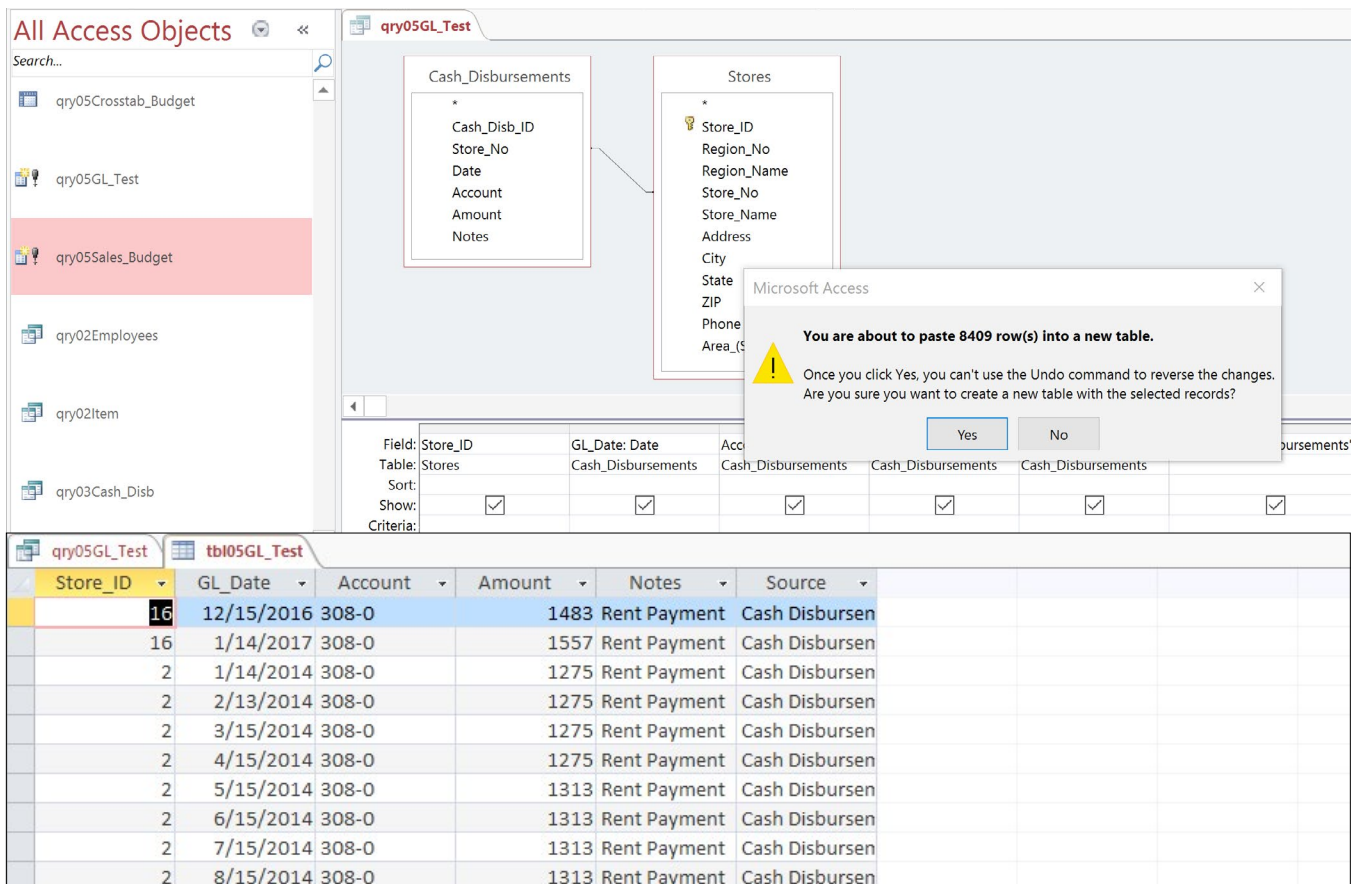 All Access Objects «
Search...
qry05Crosstab_Budget
qry05GL_Test
qry05Sales_Budget
qry02Employees
qry02Item
qry03Cash_Disb
qry05GL_Test
Cash_Disbursements
*
Cash_Disb_ID
Store_No
Date
Account
Amount
Notes
Stores
*
Store_ID
Region_No
Region_Name
Store_No
Store_Name
Address
City
State
ZIP
Phone
Area_(S
Microsoft Access
You are about to paste 8409 row(s) into a new table.
Once you click Yes, you can't use the Undo command to reverse the changes.
Are you sure you want to create a new table with the selected records?
Yes No
Field: Store_ID GL_Date: Date Acc bursements"
Table: Stores Cash_Disbursements Cash_Disbursements Cash_Disbursements Cash_Disbursements
Sort:
Show:
Criteria:
qry05GL_Test tbl05GL_Test
Store_ID GL_Date Account Amount Notes Source
16 12/15/2016 308-0 1483 Rent Payment Cash Disbursen
16 1/14/2017 308-0 1557 Rent Payment Cash Disbursen
2 1/14/2014 308-0 1275 Rent Payment Cash Disbursen
2 2/13/2014 308-0 1275 Rent Payment Cash Disbursen
2 3/15/2014 308-0 1275 Rent Payment Cash Disbursen
2 4/15/2014 308-0 1275 Rent Payment Cash Disbursen
2 5/15/2014 308-0 1313 Rent Payment Cash Disbursen
2 6/15/2014 308-0 1313 Rent Payment Cash Disbursen
2 7/15/2014 308-0 1313 Rent Payment Cash Disbursen
2 8/15/2014 308-0 1313 Rent Payment Cash Disbursen